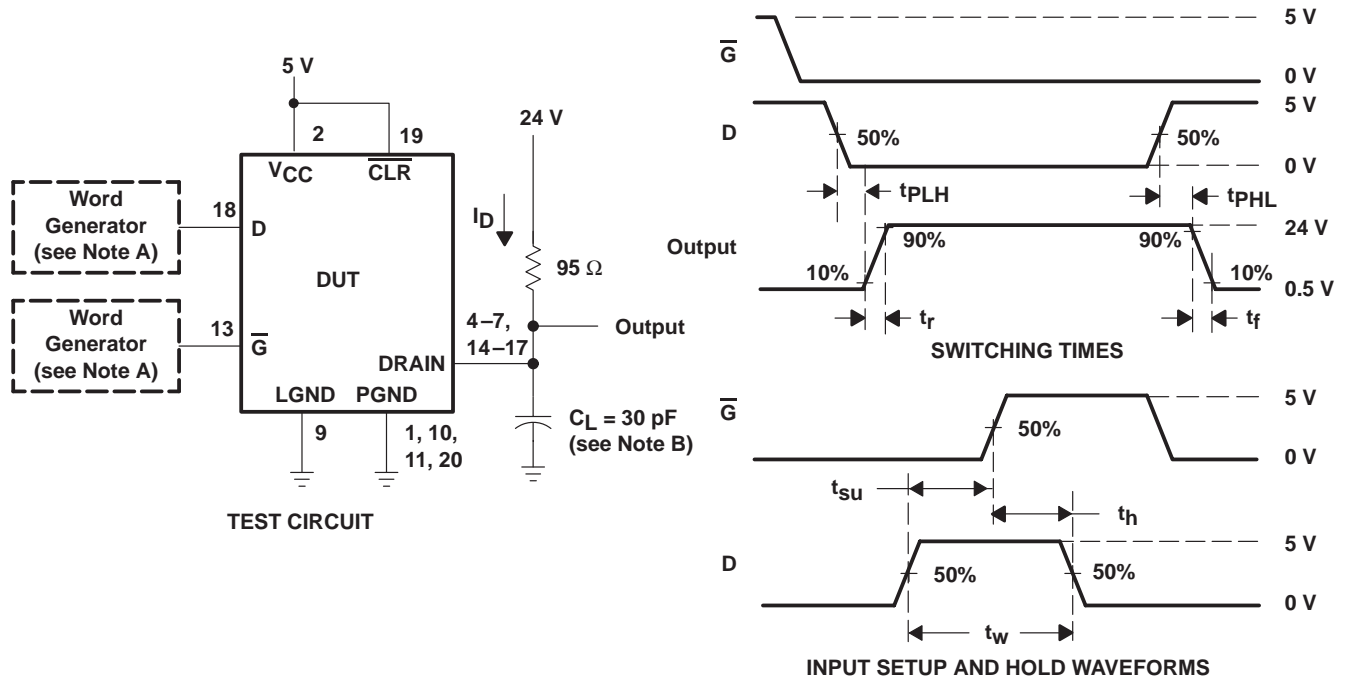 5 V
24 V
2
19
VCC
CLR
Word
Generator
(see Note A)
18
D
ID
95 Ω
DUT
Word
Generator
(see Note A)
13
G
4–7,
14–17
Output
DRAIN
LGND
PGND
9
1, 10,
11, 20
CL = 30 pF
(see Note B)
TEST CIRCUIT
G
5 V
0 V
D
5 V
50%
50%
0 V
tPLH
tPHL
Output
24 V
90%
90%
10%
10%
0.5 V
tr
tf
SWITCHING TIMES
G
5 V
50%
0 V
tsu
th
D
5 V
50%
50%
0 V
tw
INPUT SETUP AND HOLD WAVEFORMS